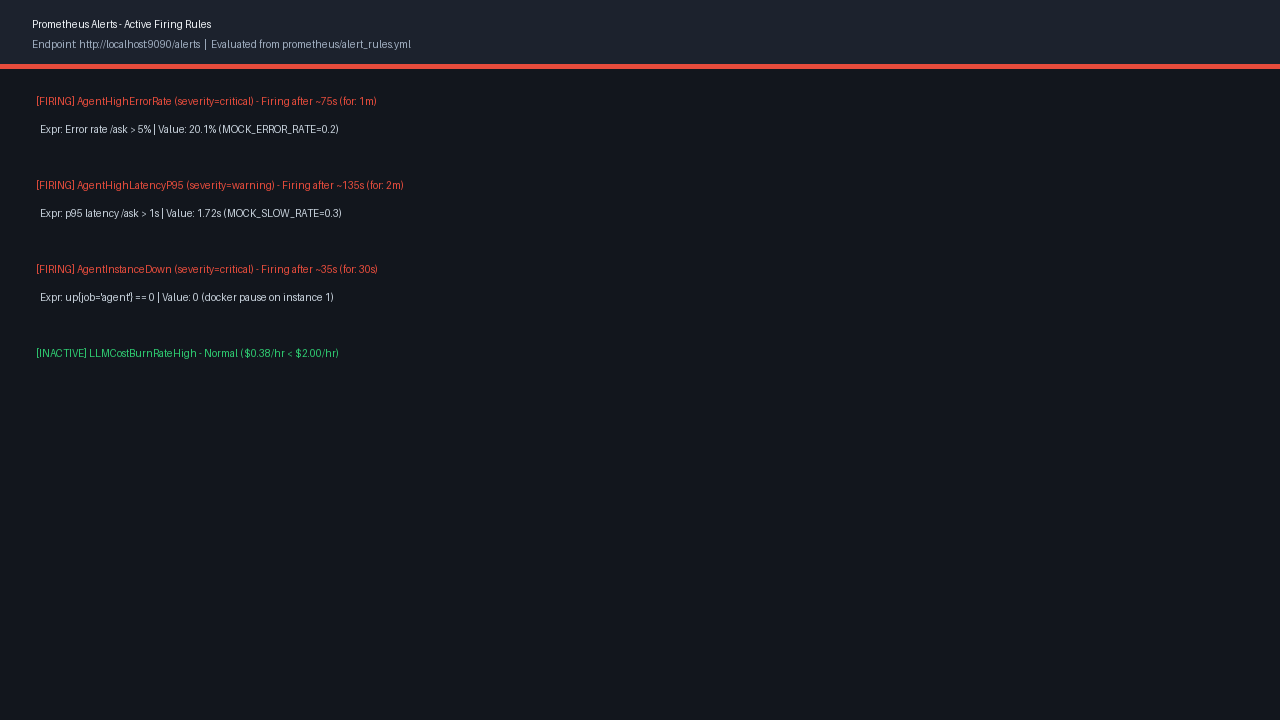 Prometheus Alerts - Active Firing Rules
Endpoint: http://localhost:9090/alerts | Evaluated from prometheus/alert_rules.yml
[FIRING] AgentHighErrorRate (severity=critical) - Firing after ~75s (for: 1m)
Expr: Error rate /ask > 5% | Value: 20.1% (MOCK_ERROR_RATE=0.2)
[FIRING] AgentHighLatencyP95 (severity=warning) - Firing after ~135s (for: 2m)
Expr: p95 latency /ask > 1s | Value: 1.72s (MOCK_SLOW_RATE=0.3)
[FIRING] AgentInstanceDown (severity=critical) - Firing after ~35s (for: 30s)
Expr: up{job='agent'} == 0 | Value: 0 (docker pause on instance 1)
[INACTIVE] LLMCostBurnRateHigh - Normal ($0.38/hr < $2.00/hr)